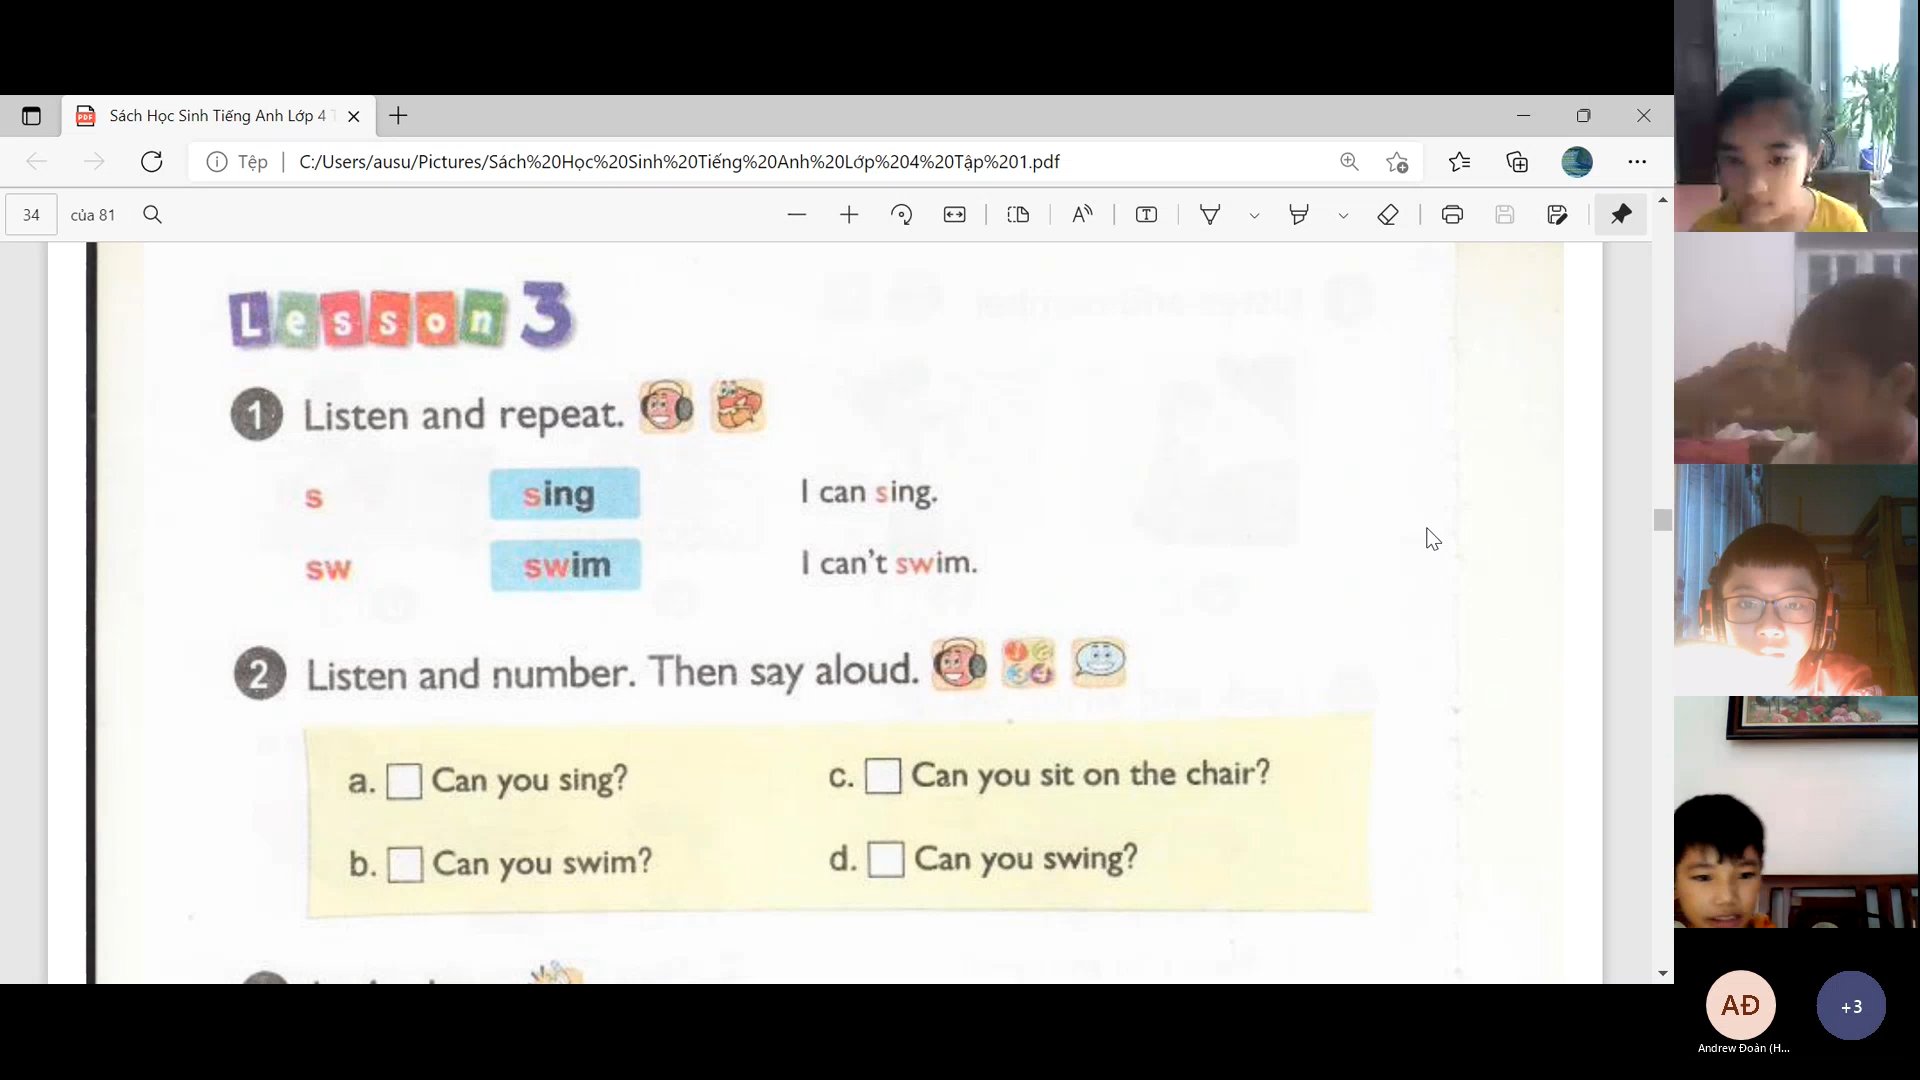 Sách Học Sinh Tiếng Anh Lớp 4
Tệp
C:/Users/ausu/Pictures/Sách%20Học%20Sinh%20Tiếng%20Anh%20Lớp%204%20Tập%201.pdf
34 của 81
Lesson 3
1 Listen and repeat.
s sing I can sing.
sw swim I can't swim.
2 Listen and number. Then say aloud.
a. Can you sing? c. Can you sit on the chair?
b. Can you swim? d. Can you swing?
AĐ
+3
Andrew Đoàn (H...